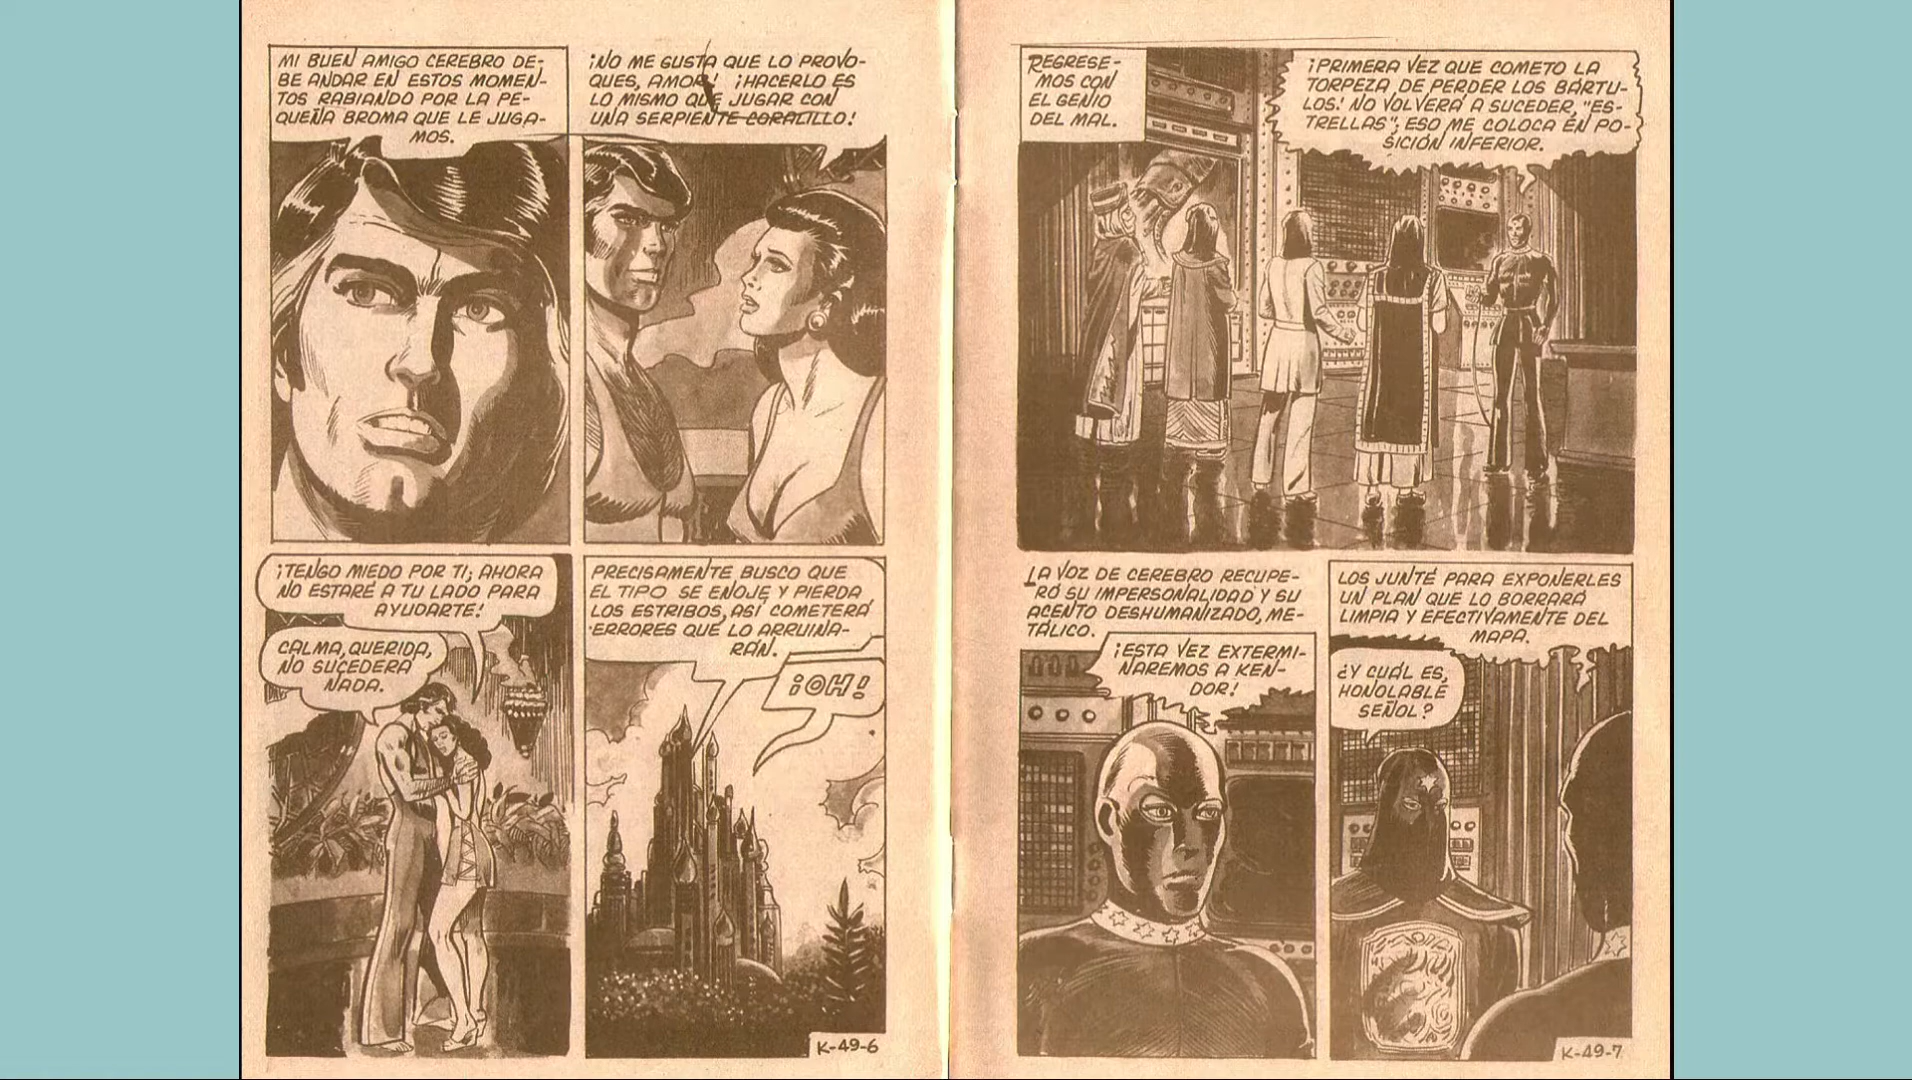 MI BUEN AMIGO CEREBRO DE-
BE ANDAR EN ESTOS MOMEN-
TOS RABIANDO POR LA PE-
QUEÑA BROMA QUE LE JUGA-
MOS.
¡NO ME GUSTA QUE LO PROVO-
QUES, AMOR! ¡HACERLO ES
LO MISMO QUE JUGAR CON
UNA SERPIENTE CORALILLO!
¡TENGO MIEDO POR TI; AHORA
NO ESTARÉ A TU LADO PARA
AYUDARTE!
CALMA, QUERIDA,
NO SUCEDERÁ
NADA.
PRECISAMENTE BUSCO QUE
EL TIPO SE ENOJE Y PIERDA
LOS ESTRIBOS, ASÍ COMETERÁ
ERRORES QUE LO ARRUINA-
RÁN.
¡OH!
K-49-6
REGRESE-
MOS CON
EL GENIO
DEL MAL.
¡PRIMERA VEZ QUE COMETO LA
TORPEZA DE PERDER LOS BÁRTU-
LOS! NO VOLVERÁ A SUCEDER, "ES-
TRELLAS"; ESO ME COLOCA EN PO-
SICIÓN INFERIOR.
LA VOZ DE CEREBRO RECUPE-
RÓ SU IMPERSONALIDAD Y SU
ACENTO DESHUMANIZADO, ME-
TÁLICO.
¡ESTA VEZ EXTERMI-
NAREMOS A KEN-
DOR!
LOS JUNTÉ PARA EXPONERLES
UN PLAN QUE LO BORRARÁ
LIMPIA Y EFECTIVAMENTE DEL
MAPA.
¿Y CUÁL ES,
HONOLABLE
SEÑOL?
K-49-7